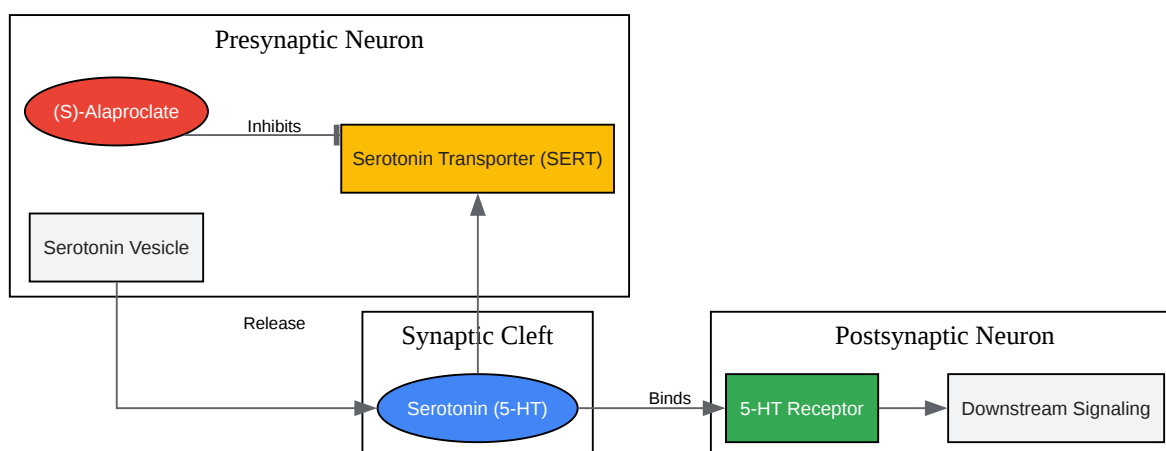 Presynaptic Neuron
(S)-Alaproclate
Inhibits
Serotonin Transporter (SERT)
Serotonin Vesicle
Release
Synaptic Cleft
Serotonin (5-HT)
Binds
Postsynaptic Neuron
5-HT Receptor
Downstream Signaling